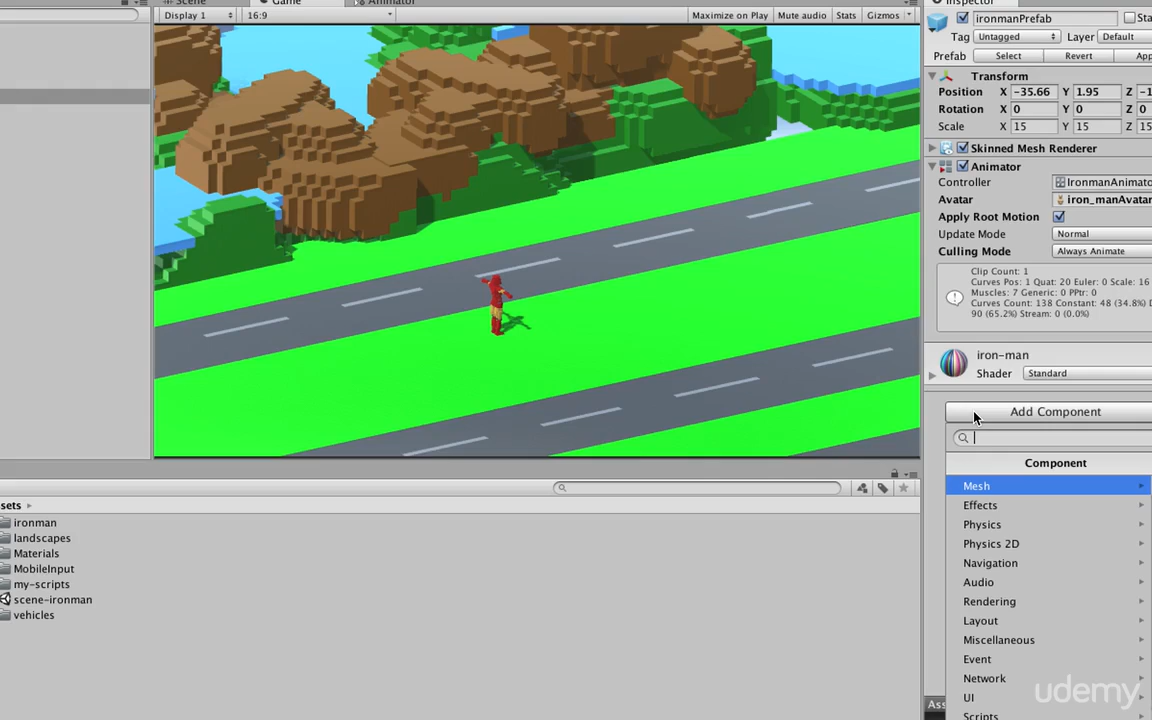 Scene Game Animator Inspector
Display 1 16:9 Maximize on Play Mute audio Stats Gizmos
ironmanPrefab Sta
Tag Untagged Layer Default
Prefab Select Revert App
Transform
Position X −35.66 Y 1.95 Z −1
Rotation X 0 Y 0 Z 0
Scale X 15 Y 15 Z 15
Skinned Mesh Renderer
Animator
Controller IronmanAnimato
Avatar iron_manAvatar
Apply Root Motion
Update Mode Normal
Culling Mode Always Animate
Clip Count: 1
Curves Pos: 1 Quat: 20 Euler: 0 Scale: 16
Muscles: 7 Generic: 0 PPtr: 0
Curves Count: 138 Constant: 48 (34.8%) D
90 (65.2%) Stream: 0 (0.0%)
iron-man
Shader Standard
Add Component
Component
Mesh
Effects
Physics
Physics 2D
Navigation
Audio
Rendering
Layout
Miscellaneous
Event
Network
UI
Scripts
sets
ironman
landscapes
Materials
MobileInput
my-scripts
scene-ironman
vehicles
Ass
udemy